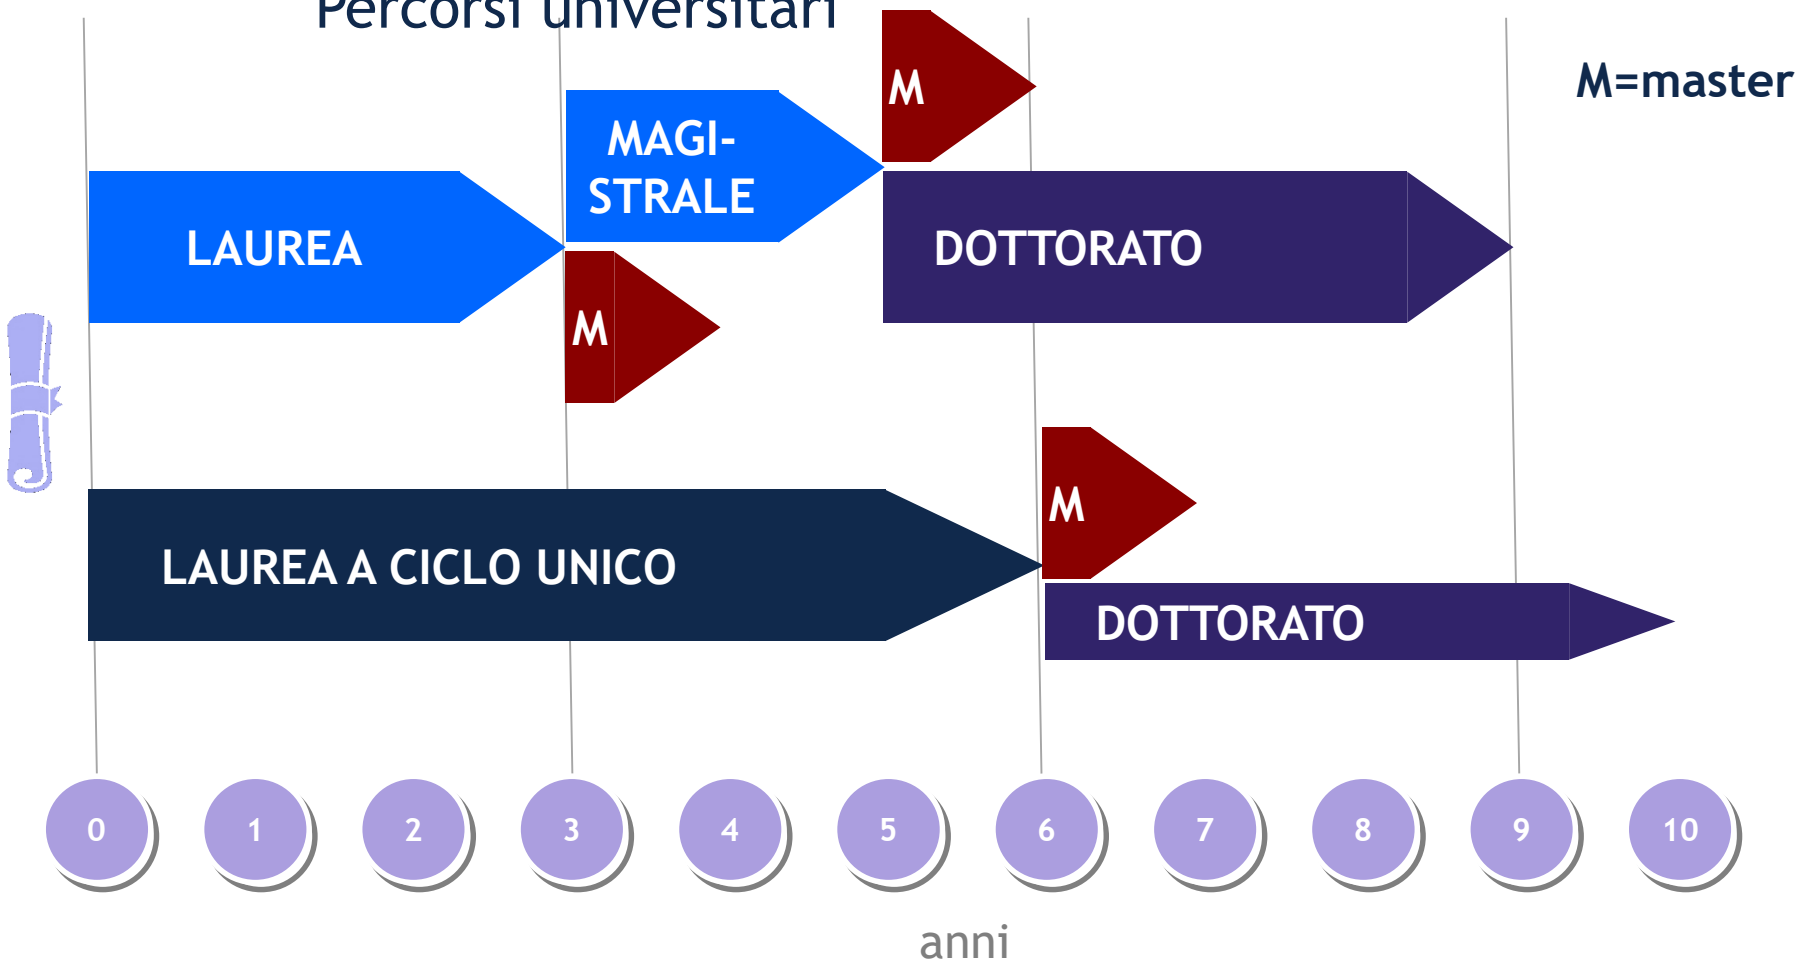 Percorsi universitari
M
M=master
MAGI-
STRALE
LAUREA
DOTTORATO
M
M
LAUREA A CICLO UNICO
DOTTORATO
0 1 2 3 4 5 6 7 8 9 10
anni